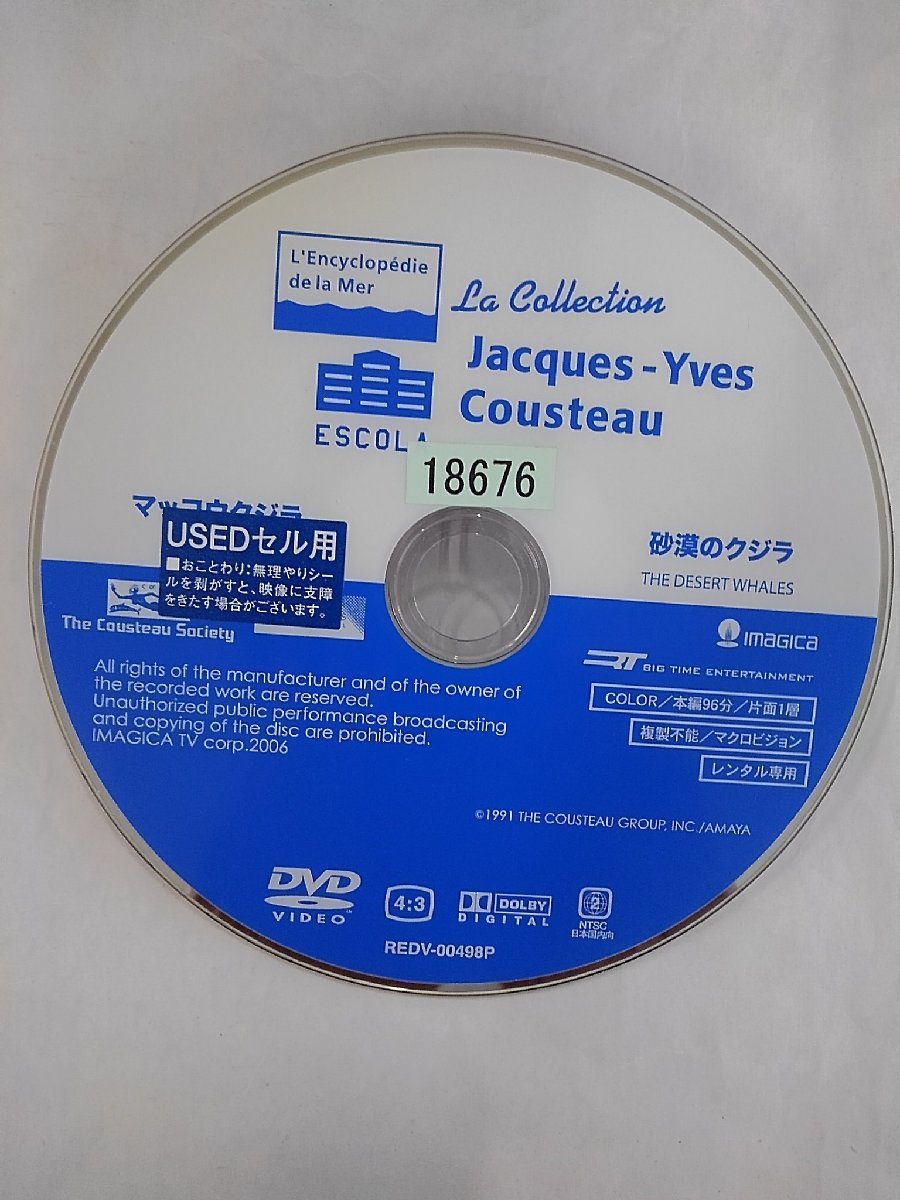 L'Encyclopédie
de la Mer
La Collection
Jacques-Yves
Cousteau
ESCOLA
18676
マッコウクジラ
USEDセル用
■おことわり:無理やりシー
ルを剥がすと、映像に支障
をきたす場合がございます。
砂漠のクジラ
THE DESERT WHALES
The Cousteau Society
IMAGICA
BIG TIME ENTERTAINMENT
COLOR/本編96分/片面1層
複製不能/マクロビジョン
レンタル専用
All rights of the manufacturer and of the owner of
the recorded work are reserved.
Unauthorized public performance broadcasting
and copying of the disc are prohibited.
IMAGICA TV corp.2006
©1991 THE COUSTEAU GROUP, INC./AMAYA
DVD
VIDEO
4:3
DOLBY
DIGITAL
2
NTSC
日本国内向
REDV-00498P